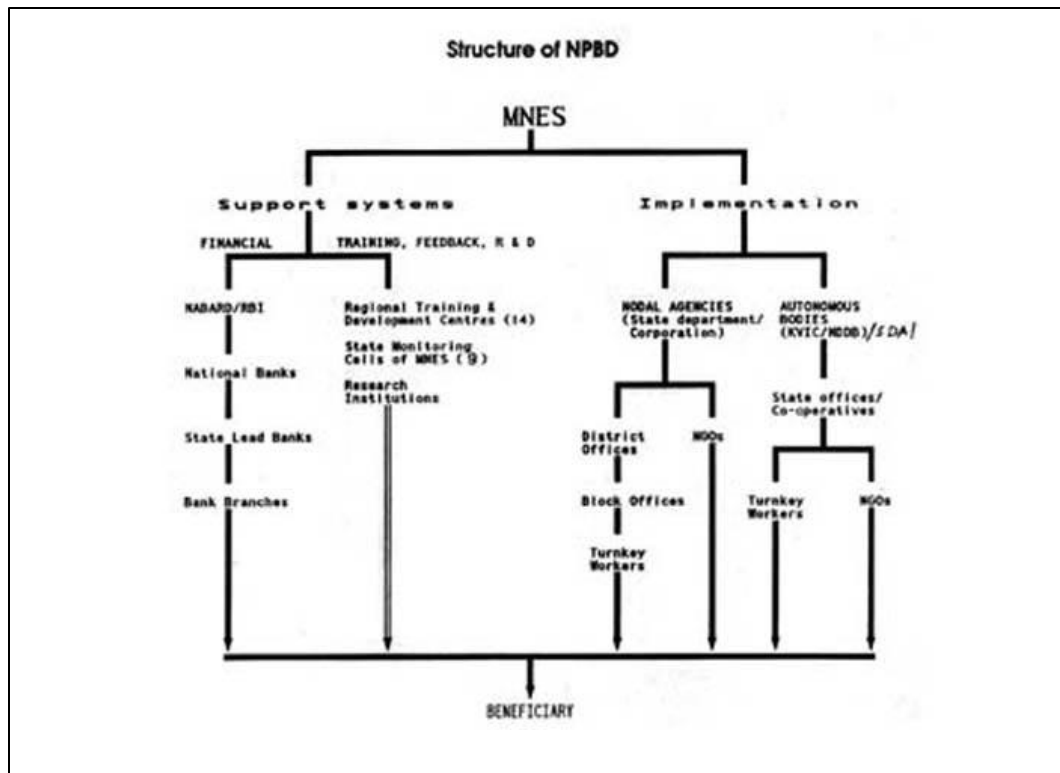 Structure of NPBD
MNES
Support systems
Implementation
FINANCIAL
TRAINING, FEEDBACK, R & D
NABARD/RBI
National Banks
State Lead Banks
Bank Branches
Regional Training &
Development Centres (14)
State Monitoring
Cells of MNES (9)
Research
Institutions
NODAL AGENCIES
(State department/
Corporation)
District
Offices
Block Offices
Turnkey
Workers
NGOs
AUTONOMOUS
BODIES
(KVIC/NDDB)
State offices/
Co-operatives
Turnkey
Workers
NGOs
BENEFICIARY